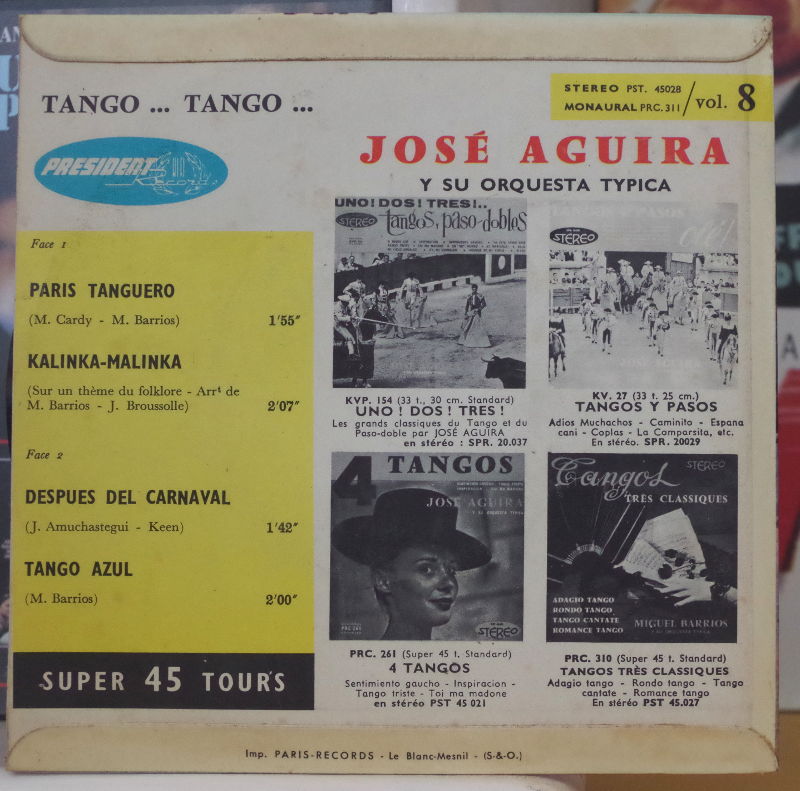 TANGO ... TANGO ...
STEREO PST. 45028
MONAURAL PRC. 311 / vol. 8
PRESIDENT
Records
JOSÉ AGUIRA
Y SU ORQUESTA TYPICA
Face 1
PARIS TANGUERO
(M. Cardy - M. Barrios) 1'55"
KALINKA-MALINKA
(Sur un thème du folklore - Arrt de
M. Barrios - J. Broussolle) 2'07"
Face 2
DESPUES DEL CARNAVAL
(J. Amuchastegui - Keen) 1'42"
TANGO AZUL
(M. Barrios) 2'00"
SUPER 45 TOURS
UNO! DOS! TRES!..
STEREO
tangos, paso-dobles
KVP. 154 (33 t., 30 cm. Standard)
UNO! DOS! TRES!
Les grands classiques du Tango et du
Paso-doble par JOSÉ AGUIRA
en stéréo : SPR. 20.037
STEREO
KV. 27 (33 t. 25 cm.)
TANGOS Y PASOS
Adios Muchachos - Caminito - Espana
cani - Coplas - La Comparsita, etc.
En stéréo. SPR. 20029
4 TANGOS
JOSE AGUIRA
Y SU ORQUESTA TYPICA
PRC 261
STEREO
PRC. 261 (Super 45 t. Standard)
4 TANGOS
Sentimiento gaucho - Inspiracion -
Tango triste - Toi ma madone
en stéréo PST 45 021
Tangos
STEREO
TRÈS CLASSIQUES
ADAGIO TANGO
RONDO TANGO
TANGO CANTATE
ROMANCE TANGO
MIGUEL BARRIOS
PRC. 310 (Super 45 t. Standard)
TANGOS TRÈS CLASSIQUES
Adagio tango - Rondo tango - Tango
cantate - Romance tango
En stéréo PST 45.027
Imp. PARIS-RECORDS - Le Blanc-Mesnil - (S-&-O.)